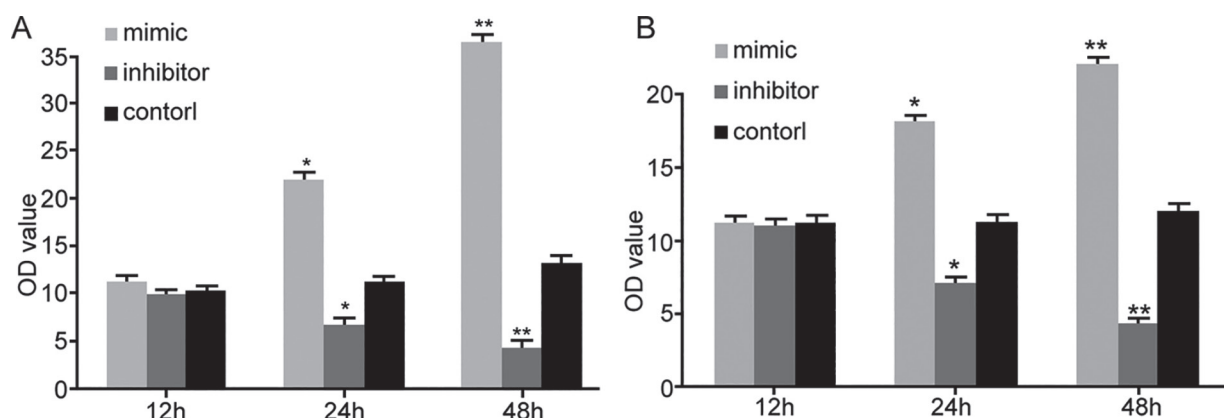 A
mimic
inhibitor
contorl
OD value
35
30
25
20
15
10
5
0
*
*
**
**
12h
24h
48h
B
mimic
inhibitor
contorl
OD value
20
15
10
5
0
*
*
**
**
12h
24h
48h